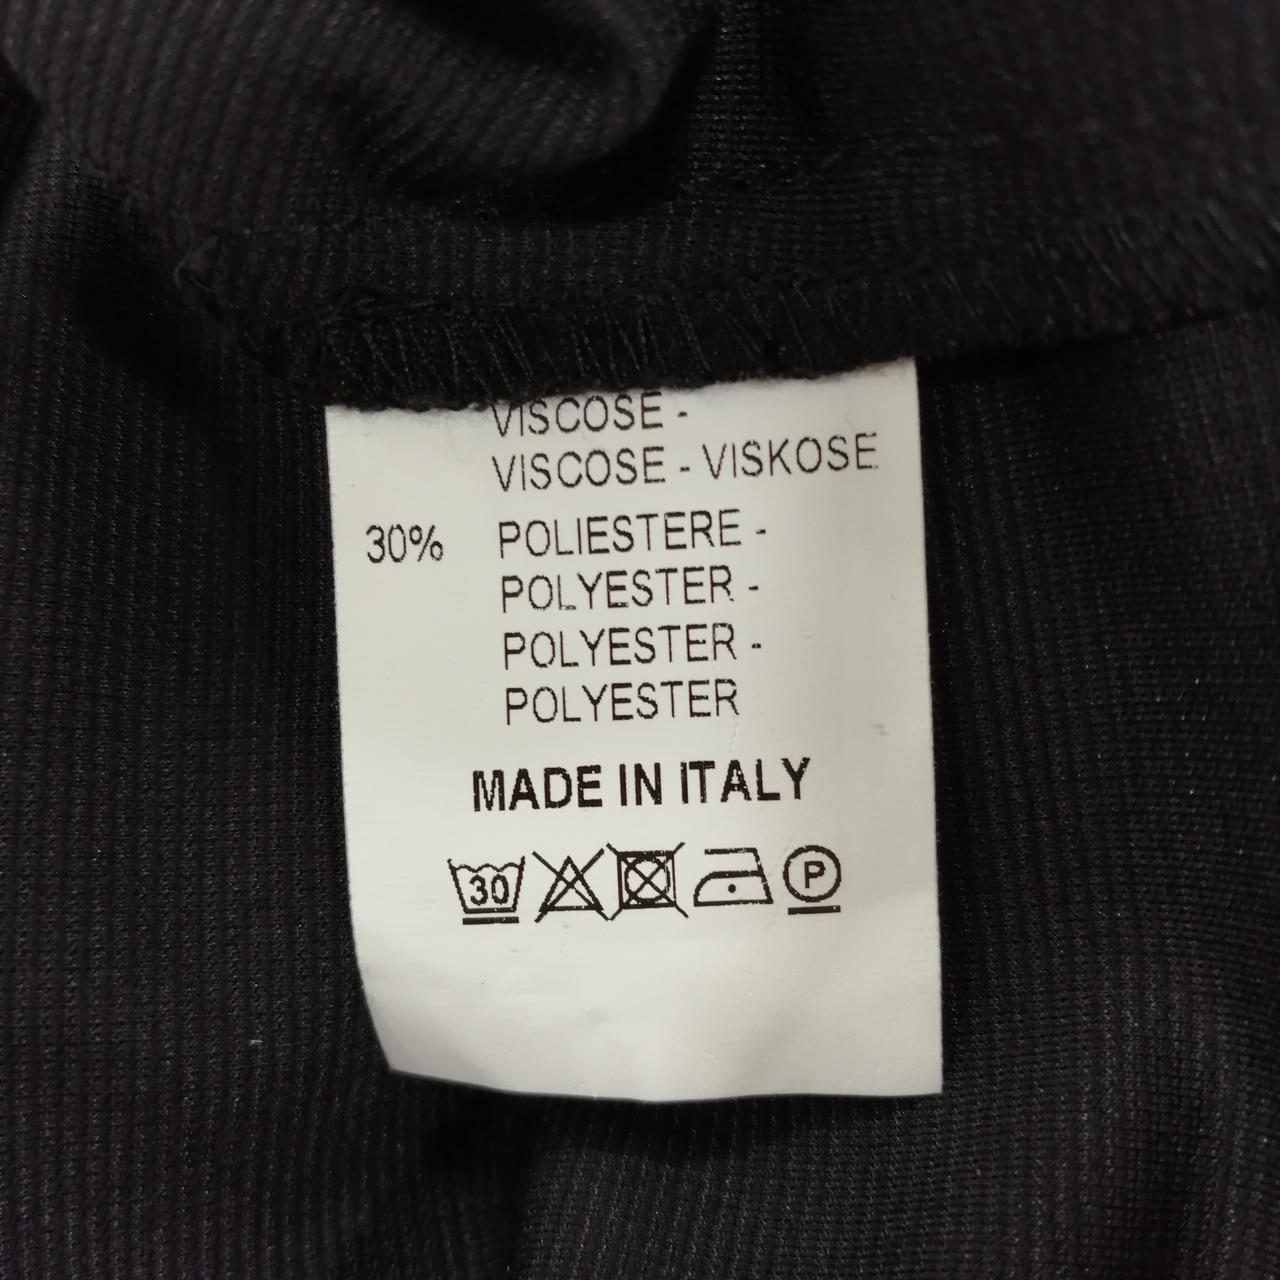 VISCOSE -
VISCOSE - VISKOSE
30% POLIESTERE -
POLYESTER -
POLYESTER -
POLYESTER
MADE IN ITALY
30 P